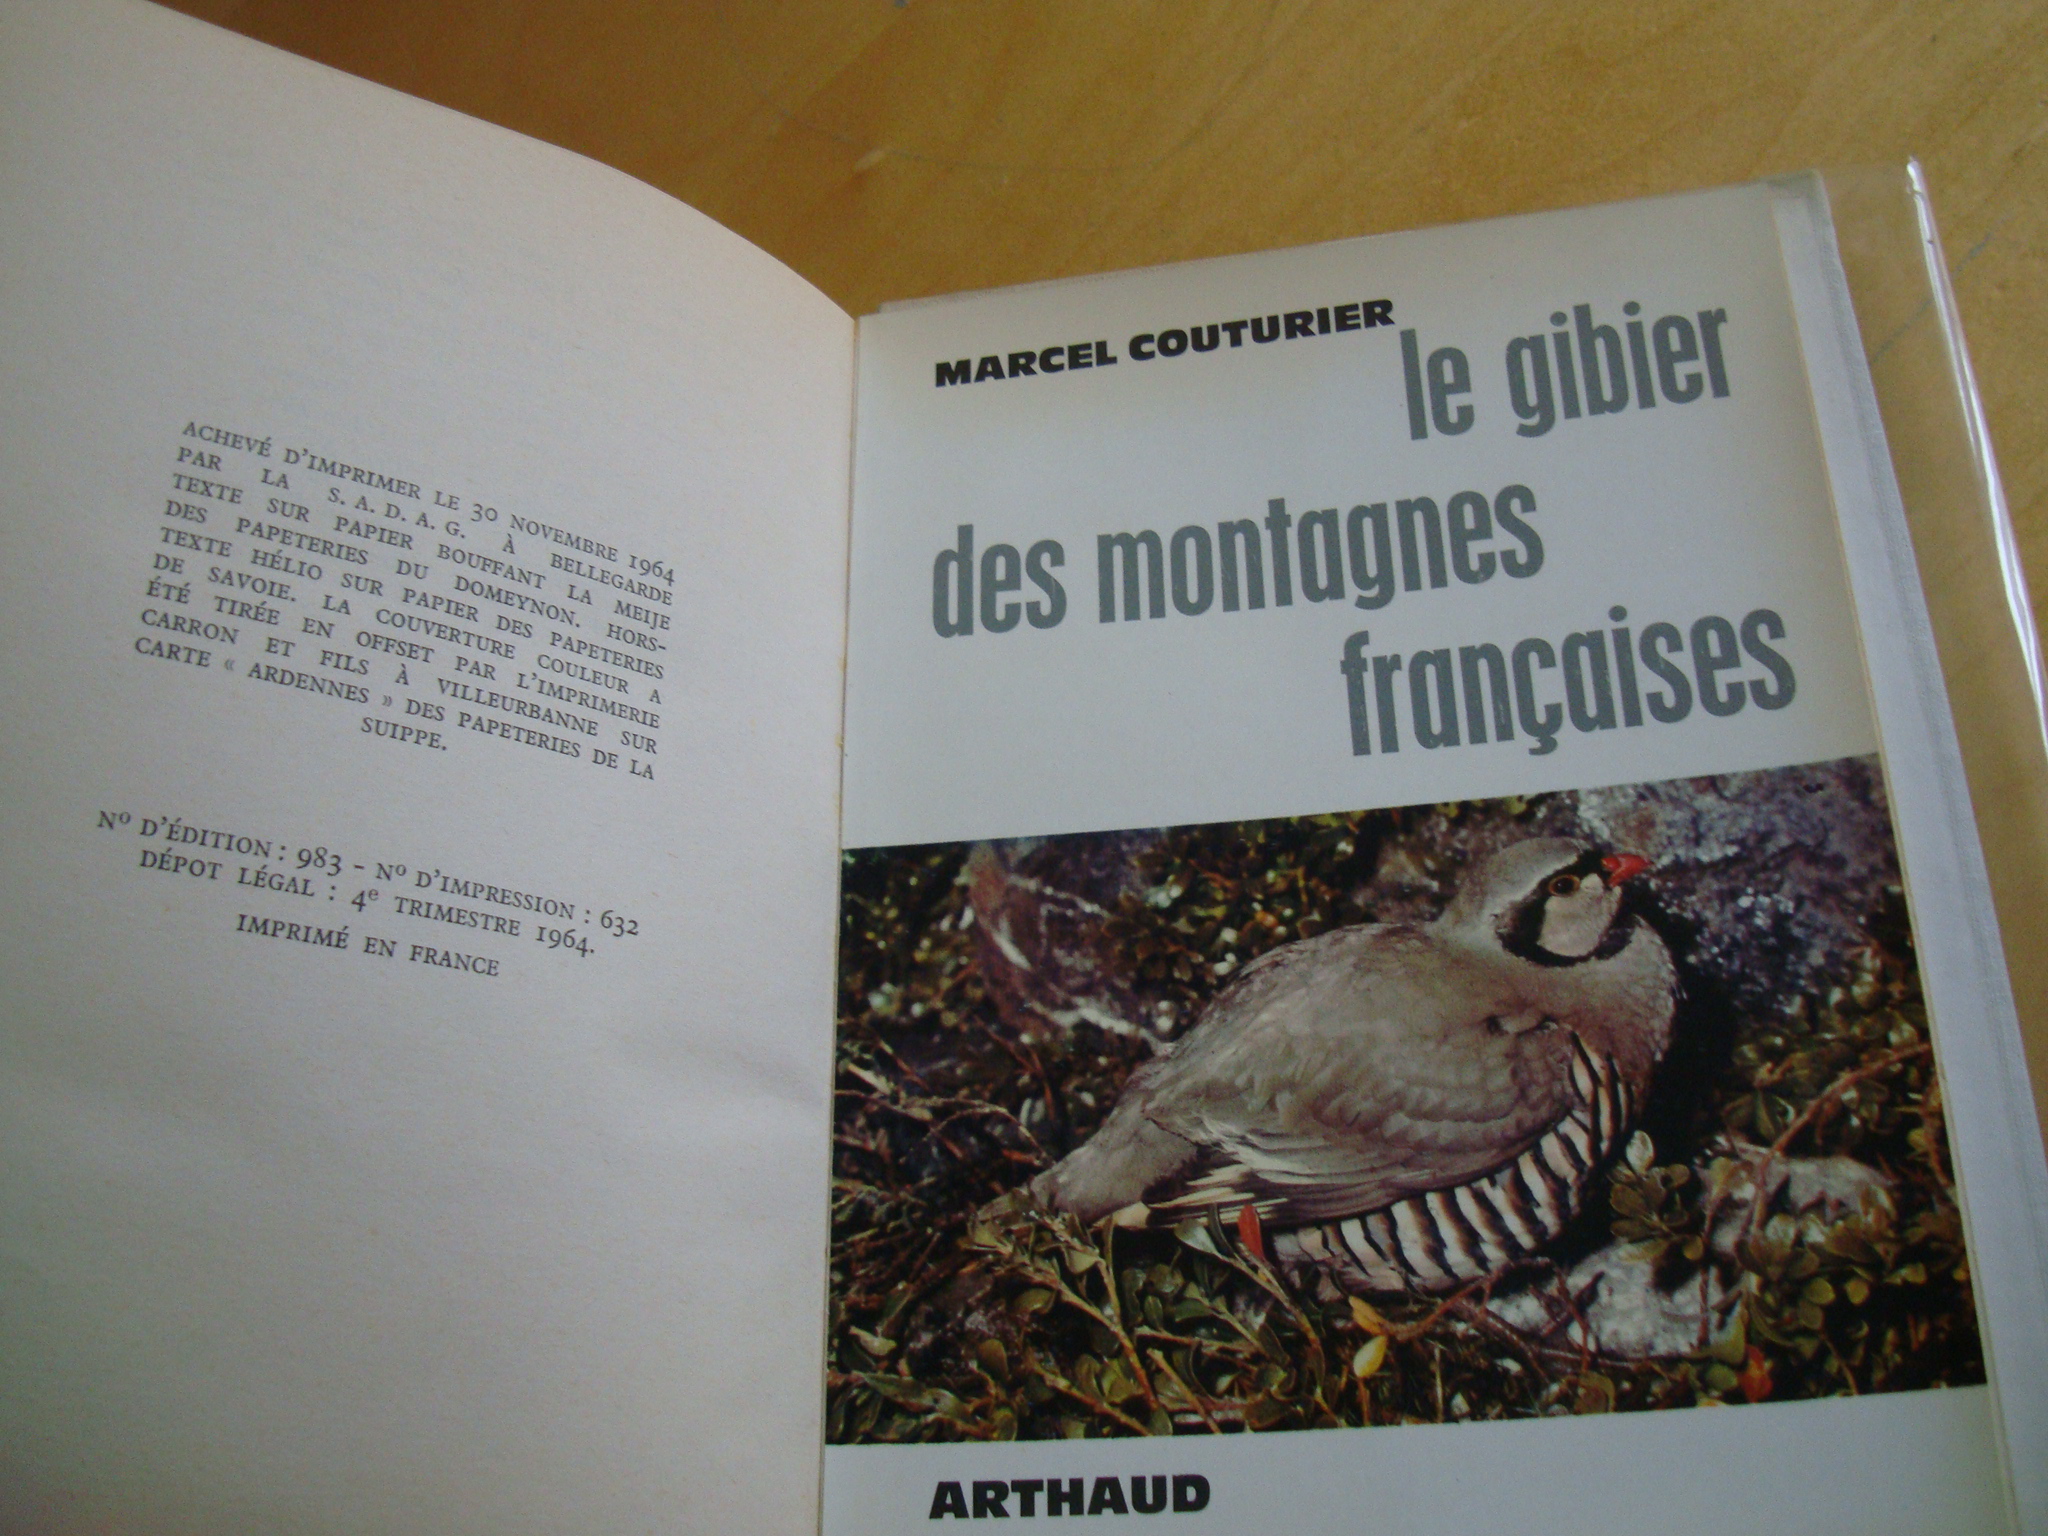 ACHEVÉ D'IMPRIMER LE 30 NOVEMBRE 1964
PAR LA S. A. D. A. G. À BELLEGARDE
TEXTE SUR PAPIER BOUFFANT LA MEIJE
DES PAPETERIES DU DOMEYNON. HORS-
TEXTE HÉLIO SUR PAPIER DES PAPETERIES
DE SAVOIE. LA COUVERTURE COULEUR A
ÉTÉ TIRÉE EN OFFSET PAR L'IMPRIMERIE
CARRON ET FILS À VILLEURBANNE SUR
CARTE « ARDENNES » DES PAPETERIES DE LA
SUIPPE.
Nº D'ÉDITION : 983 - Nº D'IMPRESSION : 632
DÉPOT LÉGAL : 4e TRIMESTRE 1964.
IMPRIMÉ EN FRANCE
MARCEL COUTURIER
le gibier
des montagnes
françaises
ARTHAUD